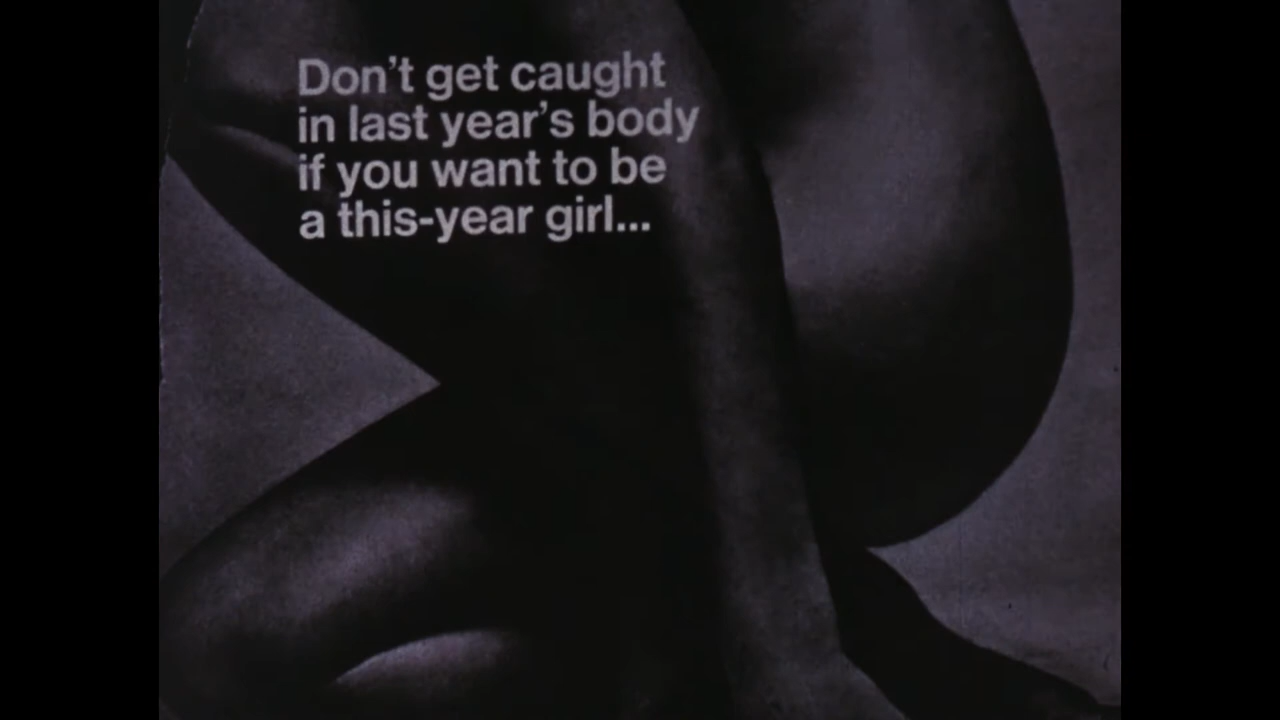 Don't get caught
in last year's body
if you want to be
a this-year girl...